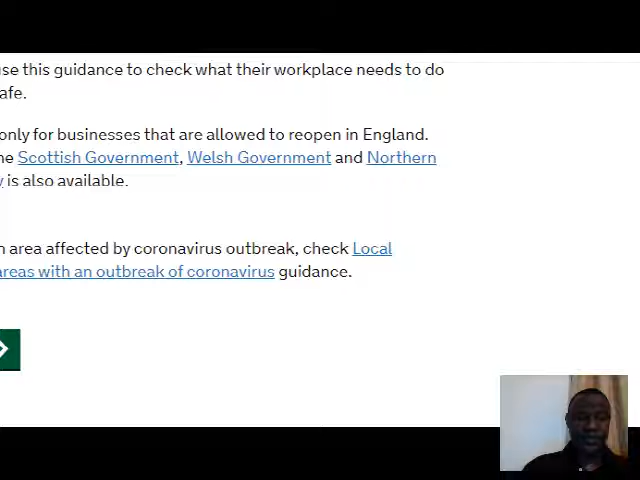 se this guidance to check what their workplace needs to do
afe.
only for businesses that are allowed to reopen in England.
ne Scottish Government, Welsh Government and Northern
y is also available.
n area affected by coronavirus outbreak, check Local
areas with an outbreak of coronavirus guidance.